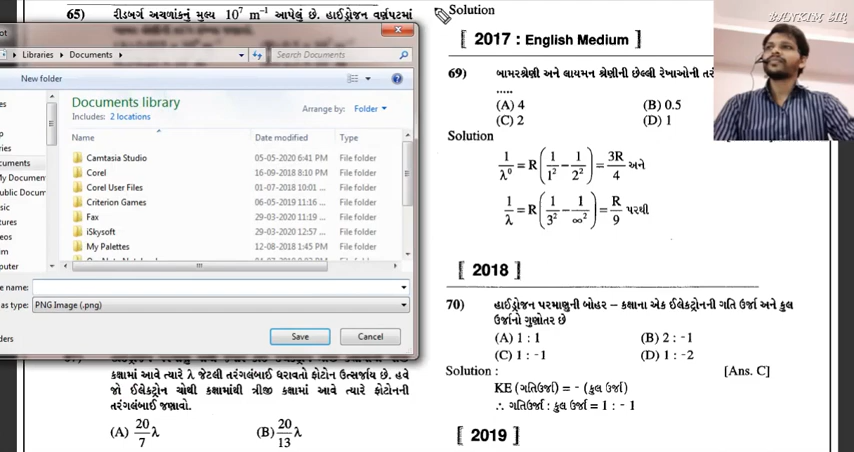 65) રીડબર્ગ અચળાંકનું મૂલ્ય 10⁷ m⁻¹ આપેલું છે. હાઈડ્રોજન વર્ણપટમાં
Libraries ▸ Documents ▸
Search Documents
New folder
Documents library
Includes: 2 locations
Arrange by: Folder
Name Date modified Type
Camtasia Studio 05-05-2020 6:41 PM File folder
Corel 16-09-2018 8:10 PM File folder
Corel User Files 01-07-2018 10:01 ... File folder
Criterion Games 06-05-2019 11:16 ... File folder
Fax 29-03-2020 11:19 ... File folder
iSkysoft 29-03-2020 12:57 ... File folder
My Palettes 12-08-2018 1:45 PM File folder
as type: PNG Image (.png)
Save Cancel
કક્ષામાં આવે ત્યારે λ જેટલી તરંગલંબાઈ ધરાવતો ફોટોન ઉત્સર્જાય છે. હવે
જો ઈલેક્ટ્રોન ચોથી કક્ષામાંથી ત્રીજી કક્ષામાં આવે ત્યારે ફોટોનની
તરંગલંબાઈ જણાવો.
(A) 20/7 λ (B) 20/13 λ
Solution
[ 2017 : English Medium ]
69) બામરશ્રેણી અને લાયમન શ્રેણીની છેલ્લી રેખાઓની
.....
(A) 4 (B) 0.5
(C) 2 (D) 1
Solution
1/λ⁰ = R(1/1² − 1/2²) = 3R/4 અને
1/λ = R(1/3² − 1/∞²) = R/9 પરથી
[ 2018 ]
70) હાઈડ્રોજન પરમાણુની બોહર – કક્ષાના એક ઈલેક્ટ્રોનની ગતિ ઉર્જા અને કુલ
ઉર્જાનો ગુણોતર છે
(A) 1 : 1 (B) 2 : -1
(C) 1 : -1 (D) 1 : -2
Solution : [Ans. C]
KE (ગતિઉર્જા) = - (કુલ ઉર્જા)
∴ ગતિઉર્જા : કુલ ઉર્જા = 1 : - 1
[ 2019 ]
BANKIM SIR